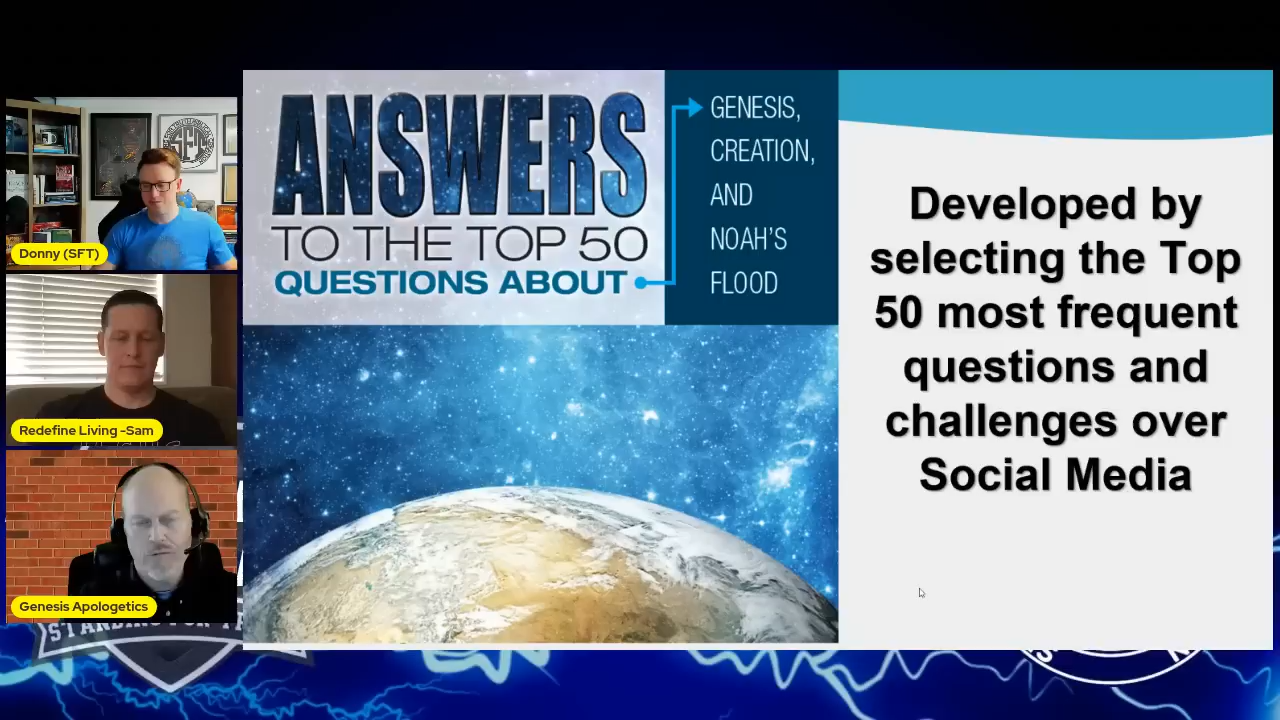 ANSWERS
TO THE TOP 50
QUESTIONS ABOUT
GENESIS,
CREATION,
AND
NOAH'S
FLOOD
Developed by
selecting the Top
50 most frequent
questions and
challenges over
Social Media
SFT
Donny (SFT)
Redefine Living -Sam
Genesis Apologetics